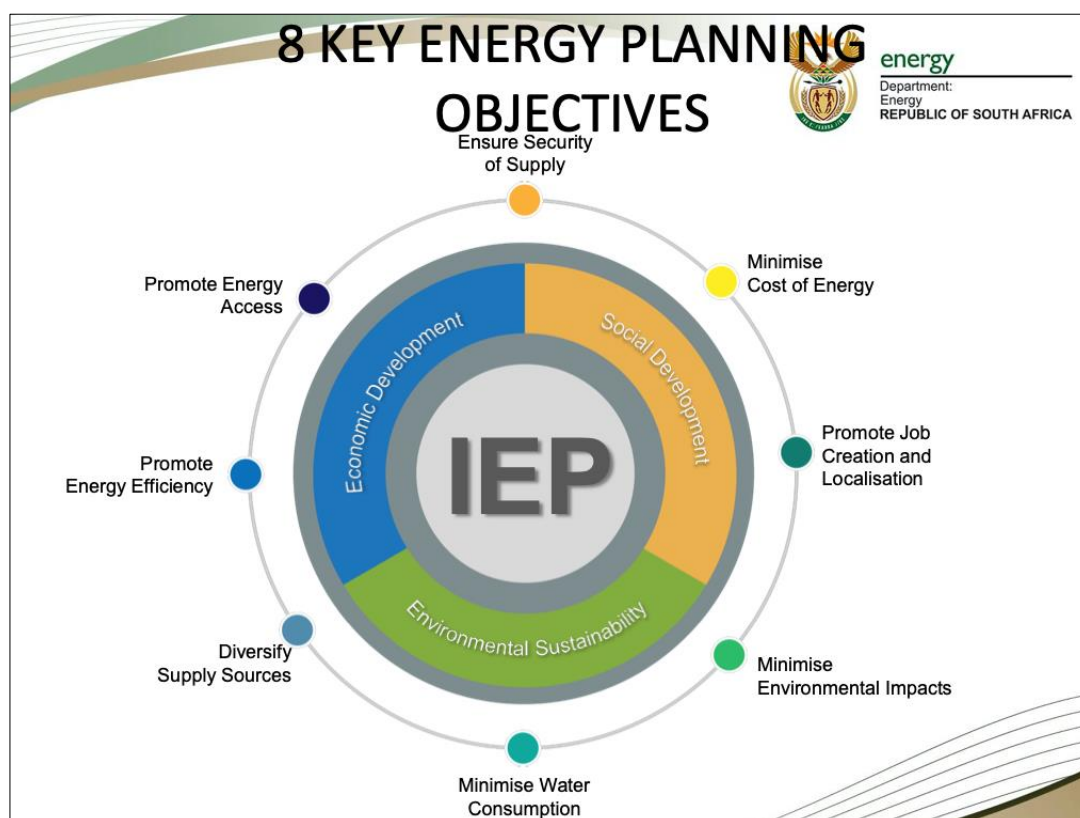 8 KEY ENERGY PLANNING
OBJECTIVES
energy
Department:
Energy
REPUBLIC OF SOUTH AFRICA
Ensure Security
of Supply
Minimise
Cost of Energy
Promote Job
Creation and
Localisation
Minimise
Environmental Impacts
Minimise Water
Consumption
Diversify
Supply Sources
Promote
Energy Efficiency
Promote Energy
Access
Economic Development
Social Development
Environmental Sustainability
IEP